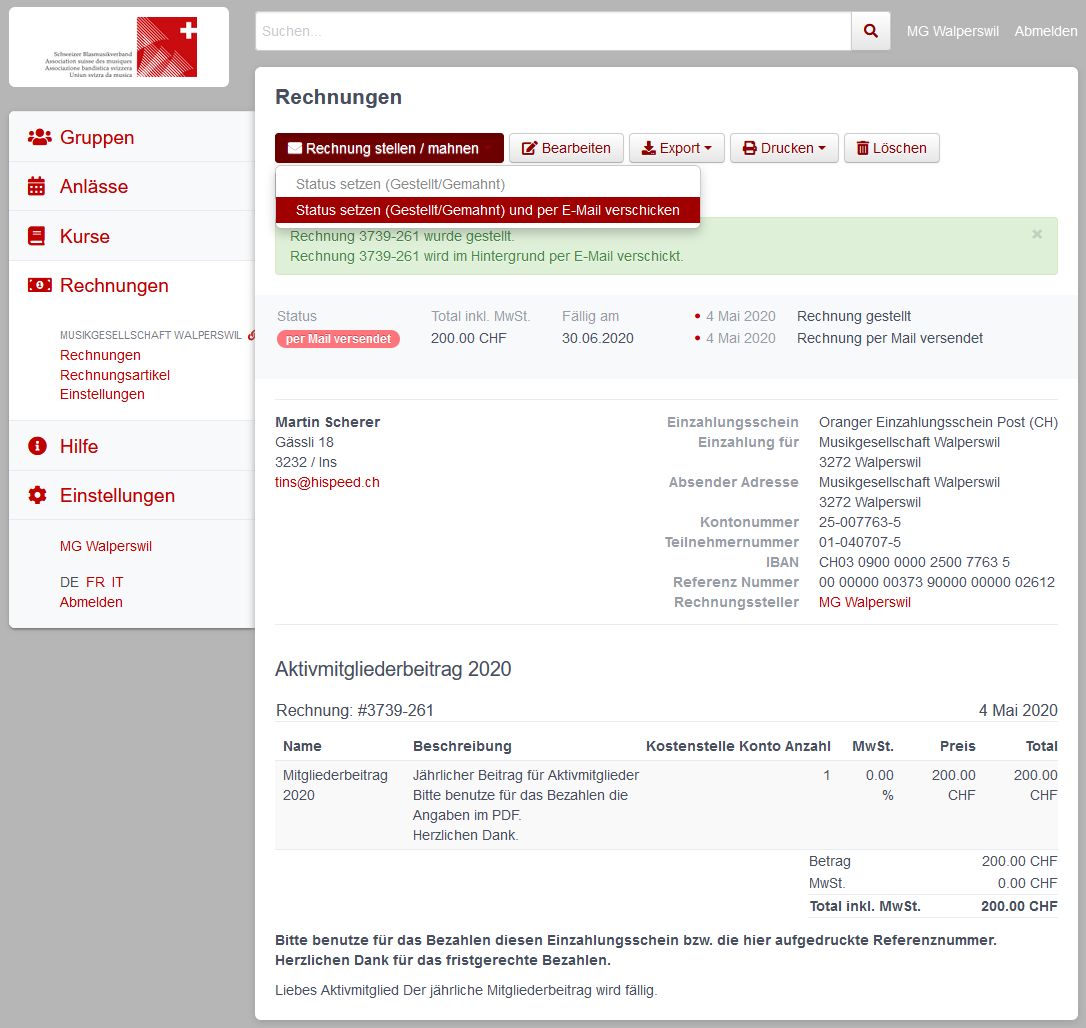 Schweizer Blasmusikverband
Association suisse des musiques
Associazione bandistica svizzera
Uniun svizra da musica
Suchen...
MG Walperswil
Abmelden
Gruppen
Anlässe
Kurse
Rechnungen
MUSIKGESELLSCHAFT WALPERSWIL
Rechnungen
Rechnungsartikel
Einstellungen
Hilfe
Einstellungen
MG Walperswil
DE FR IT
Abmelden
Rechnungen
Rechnung stellen / mahnen
Bearbeiten
Export
Drucken
Löschen
Status setzen (Gestellt/Gemahnt)
Status setzen (Gestellt/Gemahnt) und per E-Mail verschicken
Rechnung 3739-261 wurde gestellt.
×
Rechnung 3739-261 wird im Hintergrund per E-Mail verschickt.
Status
per Mail versendet
Total inkl. MwSt.
200.00 CHF
Fällig am
30.06.2020
• 4 Mai 2020 Rechnung gestellt
• 4 Mai 2020 Rechnung per Mail versendet
Martin Scherer
Gässli 18
3232 / Ins
tins@hispeed.ch
Einzahlungsschein Oranger Einzahlungsschein Post (CH)
Einzahlung für Musikgesellschaft Walperswil
3272 Walperswil
Absender Adresse Musikgesellschaft Walperswil
3272 Walperswil
Kontonummer 25-007763-5
Teilnehmernummer 01-040707-5
IBAN CH03 0900 0000 2500 7763 5
Referenz Nummer 00 00000 00373 90000 00000 02612
Rechnungssteller MG Walperswil
Aktivmitgliederbeitrag 2020
Rechnung: #3739-261 4 Mai 2020
Name Beschreibung Kostenstelle Konto Anzahl MwSt. Preis Total
Mitgliederbeitrag Jährlicher Beitrag für Aktivmitglieder 1 0.00 200.00 200.00
2020 Bitte benutze für das Bezahlen die % CHF CHF
Angaben im PDF.
Herzlichen Dank.
Betrag 200.00 CHF
MwSt. 0.00 CHF
Total inkl. MwSt. 200.00 CHF
Bitte benutze für das Bezahlen diesen Einzahlungsschein bzw. die hier aufgedruckte Referenznummer.
Herzlichen Dank für das fristgerechte Bezahlen.
Liebes Aktivmitglied Der jährliche Mitgliederbeitrag wird fällig.